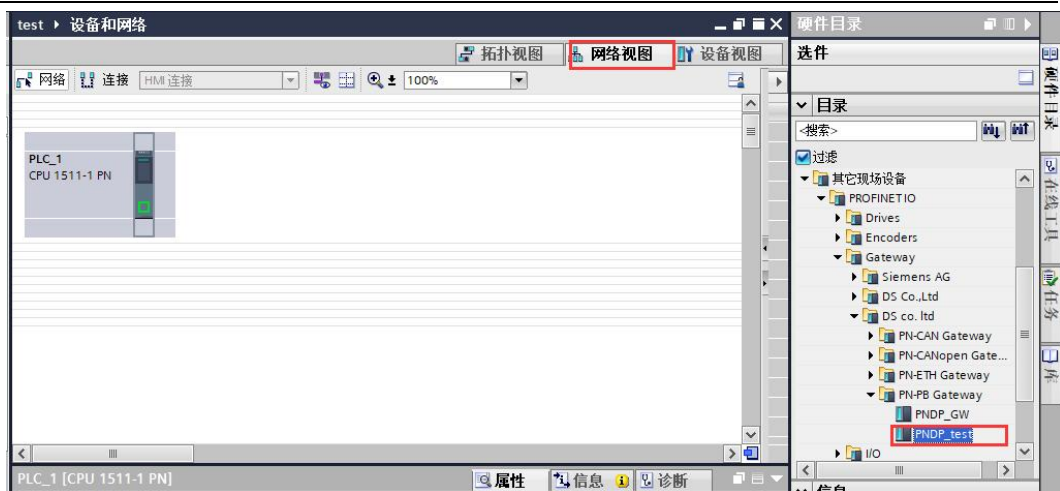 test ▸ 设备和网络
拓扑视图
网络视图
设备视图
网络
连接
HMI 连接
100%
PLC_1
CPU 1511-1 PN
PLC_1 [CPU 1511-1 PN]
属性
信息
诊断
硬件目录
选件
目录
<搜索>
过滤
其它现场设备
PROFINET IO
Drives
Encoders
Gateway
Siemens AG
DS Co.,Ltd
DS co. ltd
PN-CAN Gateway
PN-CANopen Gate...
PN-ETH Gateway
PN-PB Gateway
PNDP_GW
PNDP_test
I/O
信息
硬件目录
在线工具
任务
库